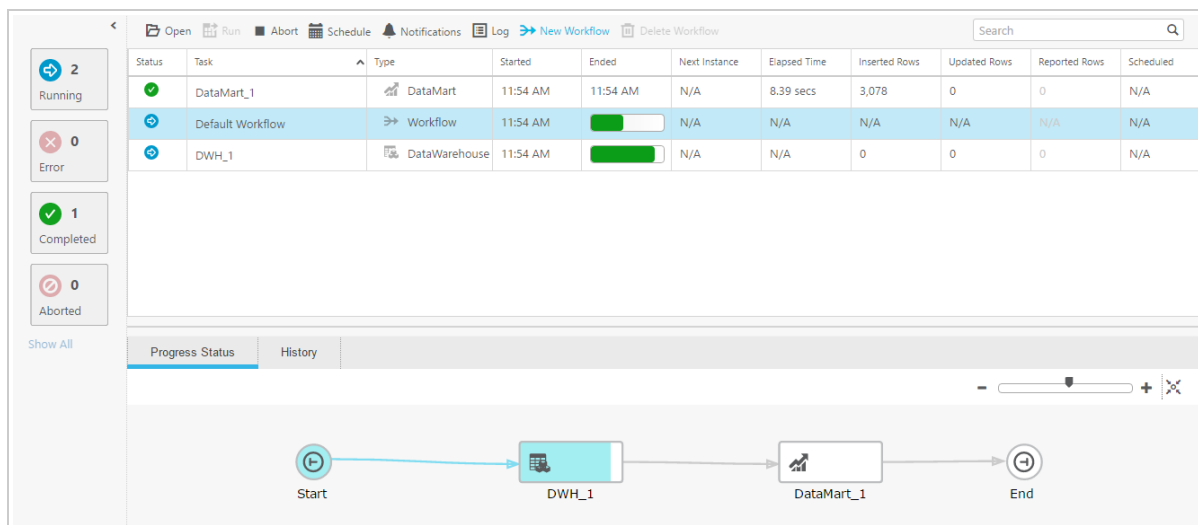 Open Run Abort Schedule Notifications Log New Workflow Delete Workflow Search
2
Running
0
Error
1
Completed
0
Aborted
Show All
Status Task Type Started Ended Next Instance Elapsed Time Inserted Rows Updated Rows Reported Rows Scheduled
DataMart_1 DataMart 11:54 AM 11:54 AM N/A 8.39 secs 3,078 0 0 N/A
Default Workflow Workflow 11:54 AM N/A N/A N/A N/A N/A N/A
DWH_1 DataWarehouse 11:54 AM N/A N/A 0 0 0 N/A
Progress Status History
Start DWH_1 DataMart_1 End